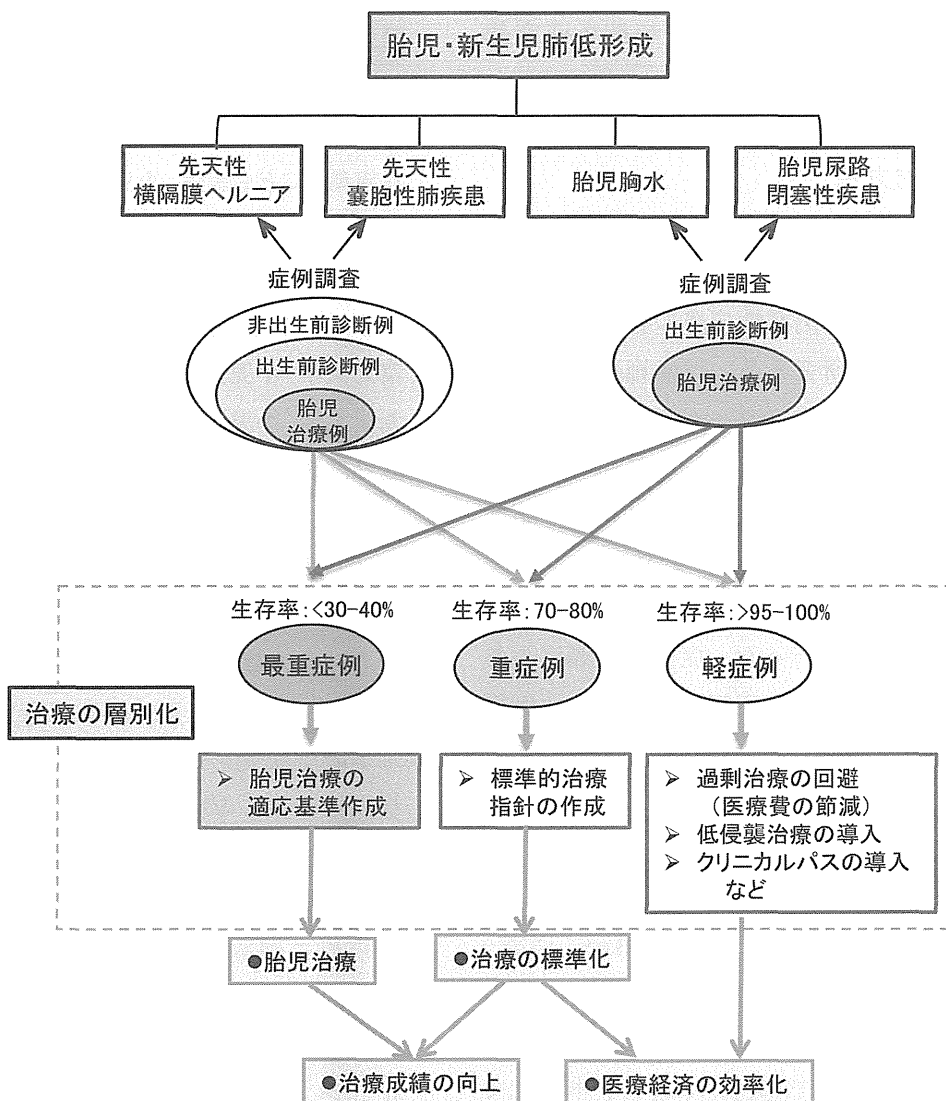 胎児・新生児肺低形成
先天性
横隔膜ヘルニア
先天性
嚢胞性肺疾患
胎児胸水
胎児尿路
閉塞性疾患
症例調査
非出生前診断例
出生前診断例
胎児
治療例
症例調査
出生前診断例
胎児治療例
生存率:<30-40%
生存率:70-80%
生存率:>95-100%
最重症例
重症例
軽症例
治療の層別化
➢ 胎児治療の
適応基準作成
➢ 標準的治療
指針の作成
➢ 過剰治療の回避
(医療費の節減)
➢ 低侵襲治療の導入
➢ クリニカルパスの導入
など
●胎児治療
●治療の標準化
●治療成績の向上
●医療経済の効率化